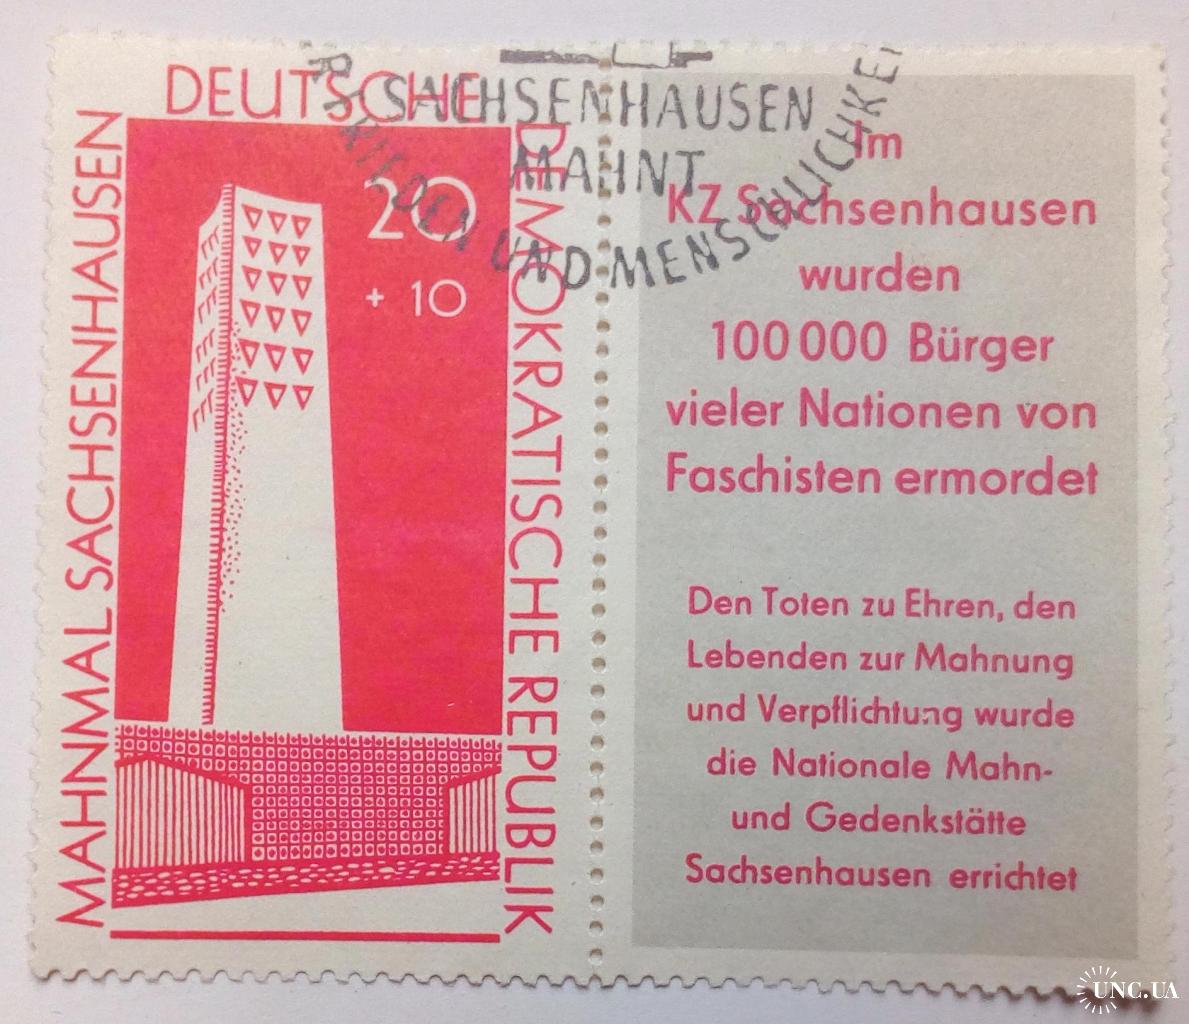 DEUTSCHE
DEMOKRATISCHE REPUBLIK
MAHNMAL SACHSENHAUSEN
20
+ 10
SACHSENHAUSEN
MAHNT
FRIEDEN UND MENSCHLICHKEI
Im
KZ Sachsenhausen
wurden
100 000 Bürger
vieler Nationen von
Faschisten ermordet
Den Toten zu Ehren, den
Lebenden zur Mahnung
und Verpflichtung wurde
die Nationale Mahn-
und Gedenkstätte
Sachsenhausen errichtet
UNC.UA